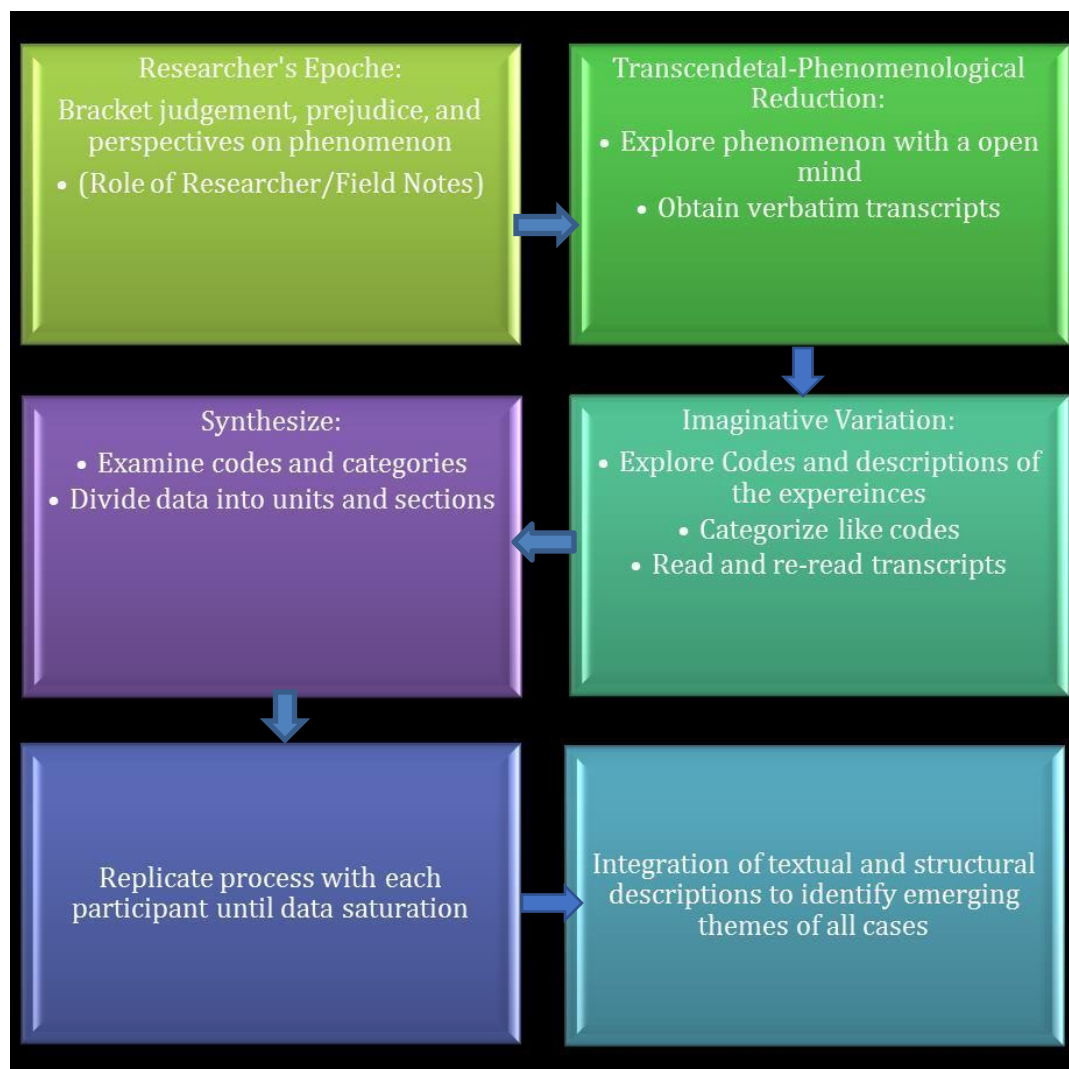 Researcher's Epoche:
Bracket judgement, prejudice, and
perspectives on phenomenon
• (Role of Researcher/Field Notes)
Transcendetal-Phenomenological
Reduction:
• Explore phenomenon with a open
mind
• Obtain verbatim transcripts
Imaginative Variation:
• Explore Codes and descriptions of
the expereinces
• Categorize like codes
• Read and re-read transcripts
Synthesize:
• Examine codes and categories
• Divide data into units and sections
Replicate process with each
participant until data saturation
Integration of textual and structural
descriptions to identify emerging
themes of all cases